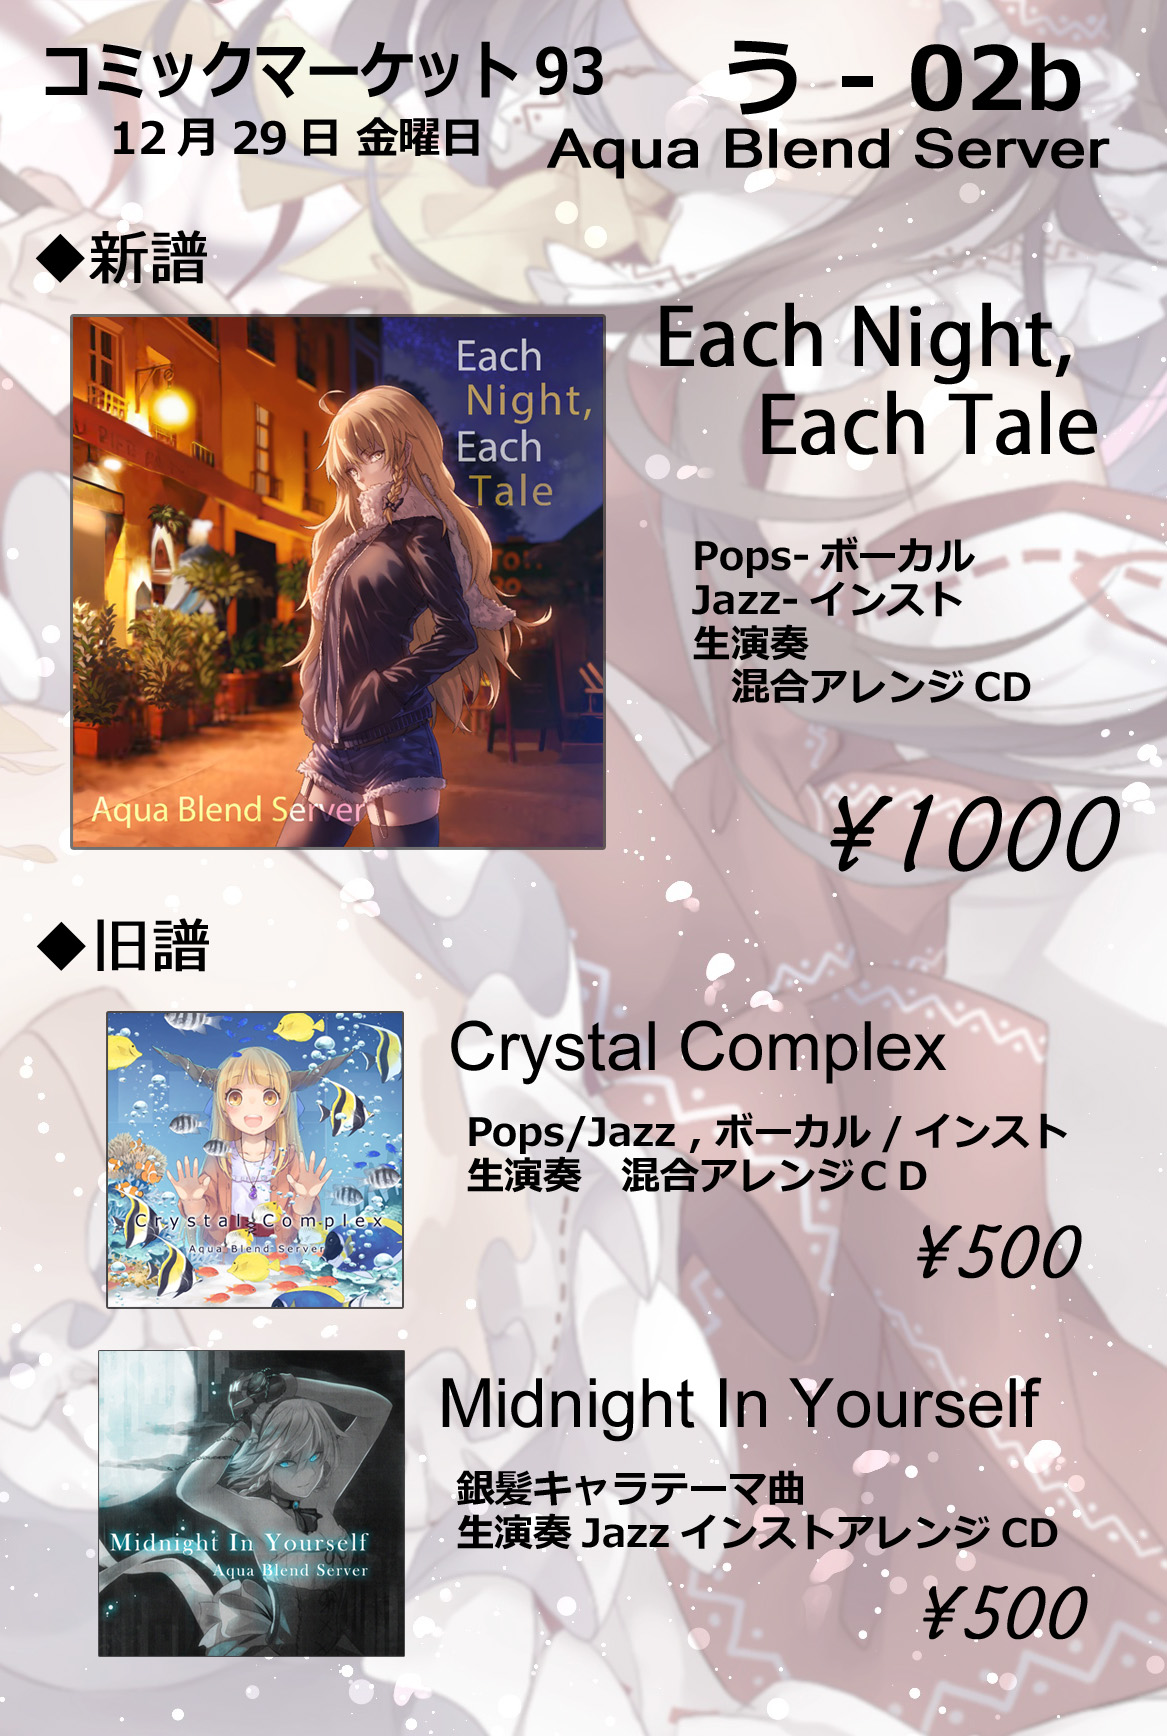 コミックマーケット93
12月29日 金曜日
う - 02b
Aqua Blend Server
◆新譜
Each
Night,
Each
Tale
Aqua Blend Server
Each Night,
Each Tale
Pops-ボーカル
Jazz-インスト
生演奏
混合アレンジCD
¥1000
◆旧譜
Crystal Complex
Aqua Blend Server
Crystal Complex
Pops/Jazz , ボーカル / インスト
生演奏　混合アレンジＣＤ
¥500
Midnight In Yourself
Aqua Blend Server
Midnight In Yourself
銀髪キャラテーマ曲
生演奏 Jazz インストアレンジ CD
¥500